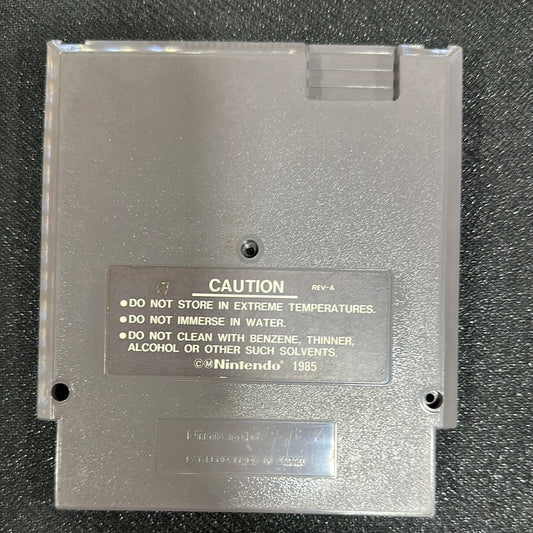 CAUTION REV-A
●DO NOT STORE IN EXTREME TEMPERATURES.
●DO NOT IMMERSE IN WATER.
●DO NOT CLEAN WITH BENZENE, THINNER,
ALCOHOL OR OTHER SUCH SOLVENTS.
©ⓂNintendo® 1985